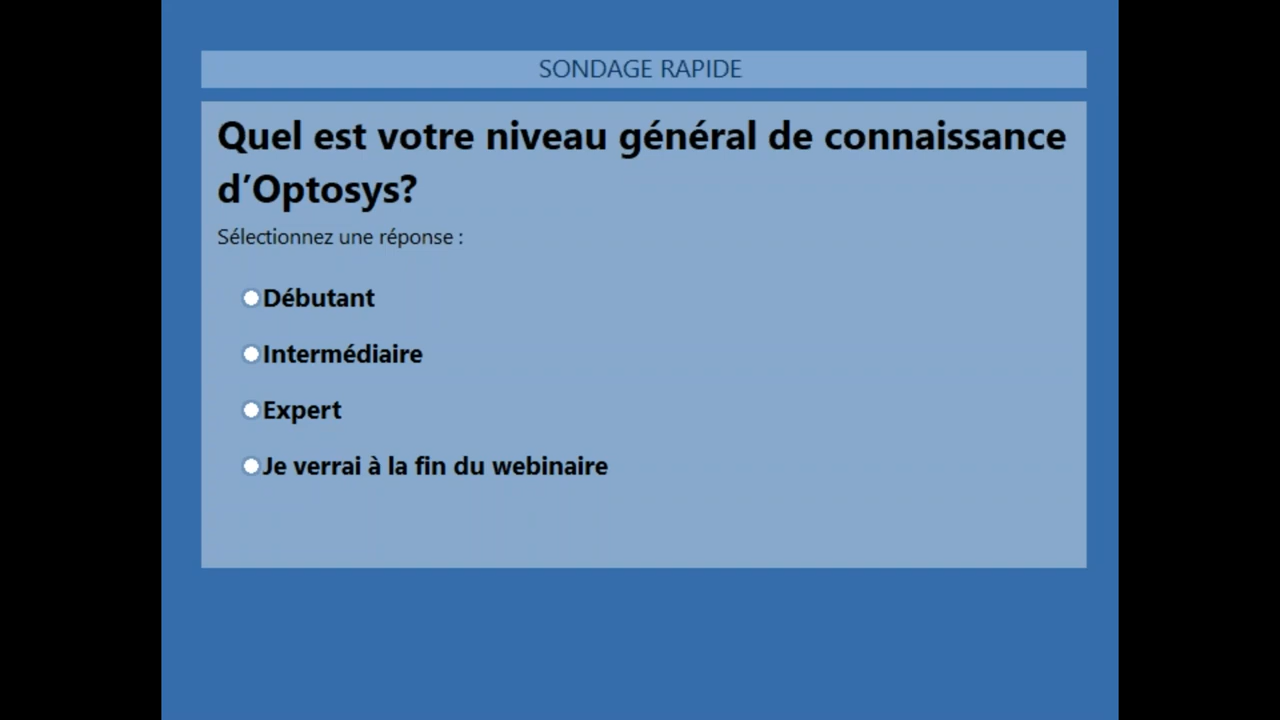 SONDAGE RAPIDE
Quel est votre niveau général de connaissance
d’Optosys?
Sélectionnez une réponse :
Débutant
Intermédiaire
Expert
Je verrai à la fin du webinaire